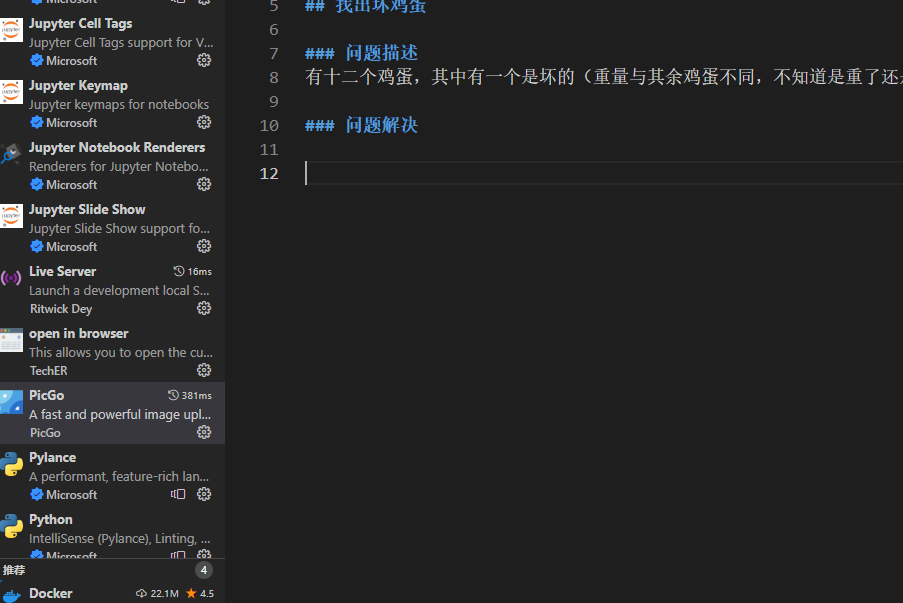 Jupyter
Microsoft
Jupyter Cell Tags
Jupyter Cell Tags support for V...
Microsoft
Jupyter Keymap
Jupyter keymaps for notebooks
Microsoft
Jupyter Notebook Renderers
Renderers for Jupyter Notebo...
Microsoft
Jupyter Slide Show
Jupyter Slide Show support fo...
Microsoft
Live Server 16ms
Launch a development local S...
Ritwick Dey
open in browser
This allows you to open the cu...
TechER
PicGo 381ms
A fast and powerful image upl...
PicGo
Pylance
A performant, feature-rich lan...
Microsoft
Python
IntelliSense (Pylance), Linting, ...
Microsoft
推荐 4
Docker 22.1M 4.5
5 ## 找出坏鸡蛋
6
7 ### 问题描述
8 有十二个鸡蛋，其中有一个是坏的（重量与其余鸡蛋不同，不知道是重了还
9
10 ### 问题解决
11
12